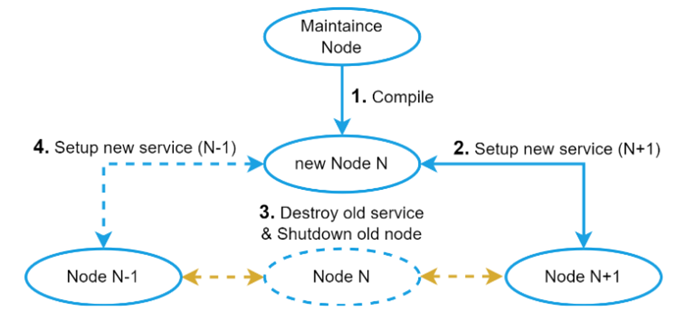 Maintaince
Node
1. Compile
4. Setup new service (N-1)
2. Setup new service (N+1)
new Node N
3. Destroy old service
& Shutdown old node
Node N-1
Node N
Node N+1